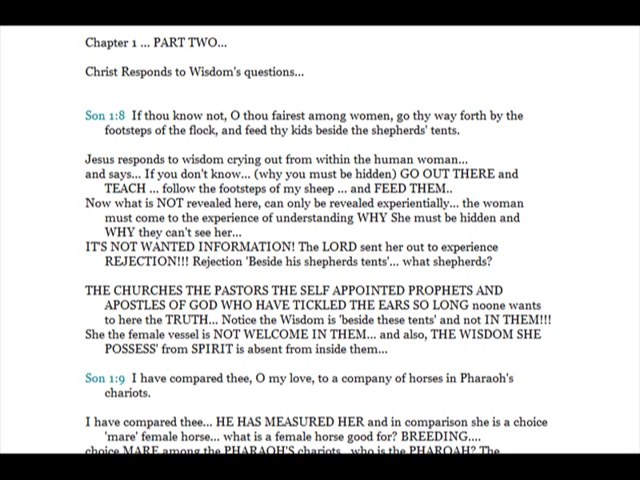 Chapter 1 ... PART TWO...
Christ Responds to Wisdom's questions...
Son 1:8 If thou know not, O thou fairest among women, go thy way forth by the
footsteps of the flock, and feed thy kids beside the shepherds' tents.
Jesus responds to wisdom crying out from within the human woman...
and says... If you don't know... (why you must be hidden) GO OUT THERE and
TEACH ... follow the footsteps of my sheep ... and FEED THEM..
Now what is NOT revealed here, can only be revealed experientially... the woman
must come to the experience of understanding WHY She must be hidden and
WHY they can't see her...
IT'S NOT WANTED INFORMATION! The LORD sent her out to experience
REJECTION!!! Rejection 'Beside his shepherds tents'... what shepherds?
THE CHURCHES THE PASTORS THE SELF APPOINTED PROPHETS AND
APOSTLES OF GOD WHO HAVE TICKLED THE EARS SO LONG noone wants
to here the TRUTH... Notice the Wisdom is 'beside these tents' and not IN THEM!!!
She the female vessel is NOT WELCOME IN THEM... and also, THE WISDOM SHE
POSSESS' from SPIRIT is absent from inside them...
Son 1:9 I have compared thee, O my love, to a company of horses in Pharaoh's
chariots.
I have compared thee... HE HAS MEASURED HER and in comparison she is a choice
'mare' female horse... what is a female horse good for? BREEDING....
choice MARE among the PHARAOH'S chariots...who is the PHAROAH? The